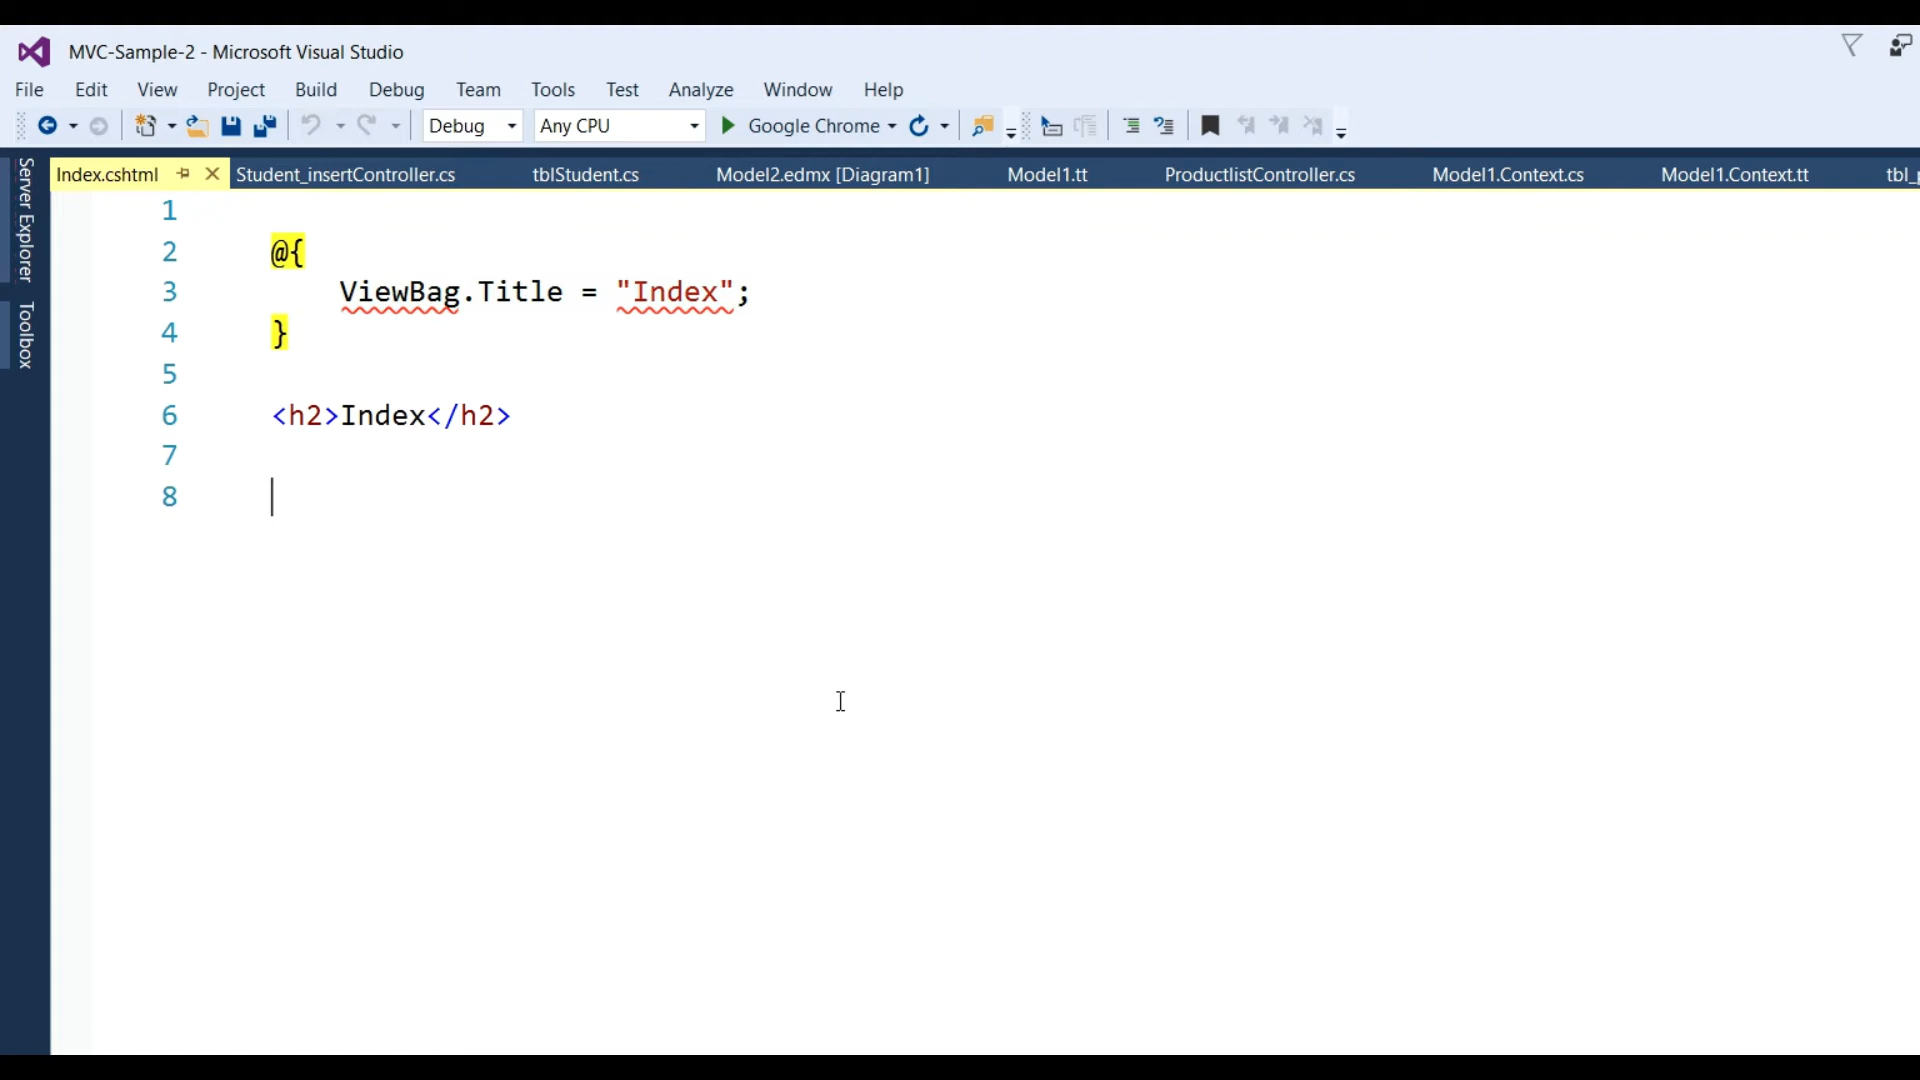 MVC-Sample-2 - Microsoft Visual Studio
File Edit View Project Build Debug Team Tools Test Analyze Window Help
Debug Any CPU Google Chrome
Server Explorer
Toolbox
Index.cshtml Student_insertController.cs tblStudent.cs Model2.edmx [Diagram1] Model1.tt ProductlistController.cs Model1.Context.cs Model1.Context.tt tbl_
1
2 @{
3 ViewBag.Title = "Index";
4 }
5
6 <h2>Index</h2>
7
8